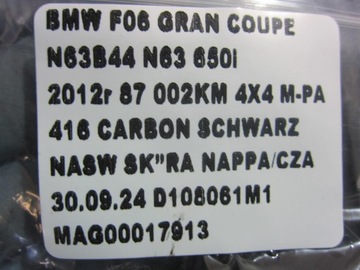 BMW F06 GRAN COUPE
N63B44 N63 650i
2012r 87 002KM 4X4 M-PA
416 CARBON SCHWARZ
NASW SK"RA NAPPA/CZA
30.09.24 D108061M1
MAG00017913